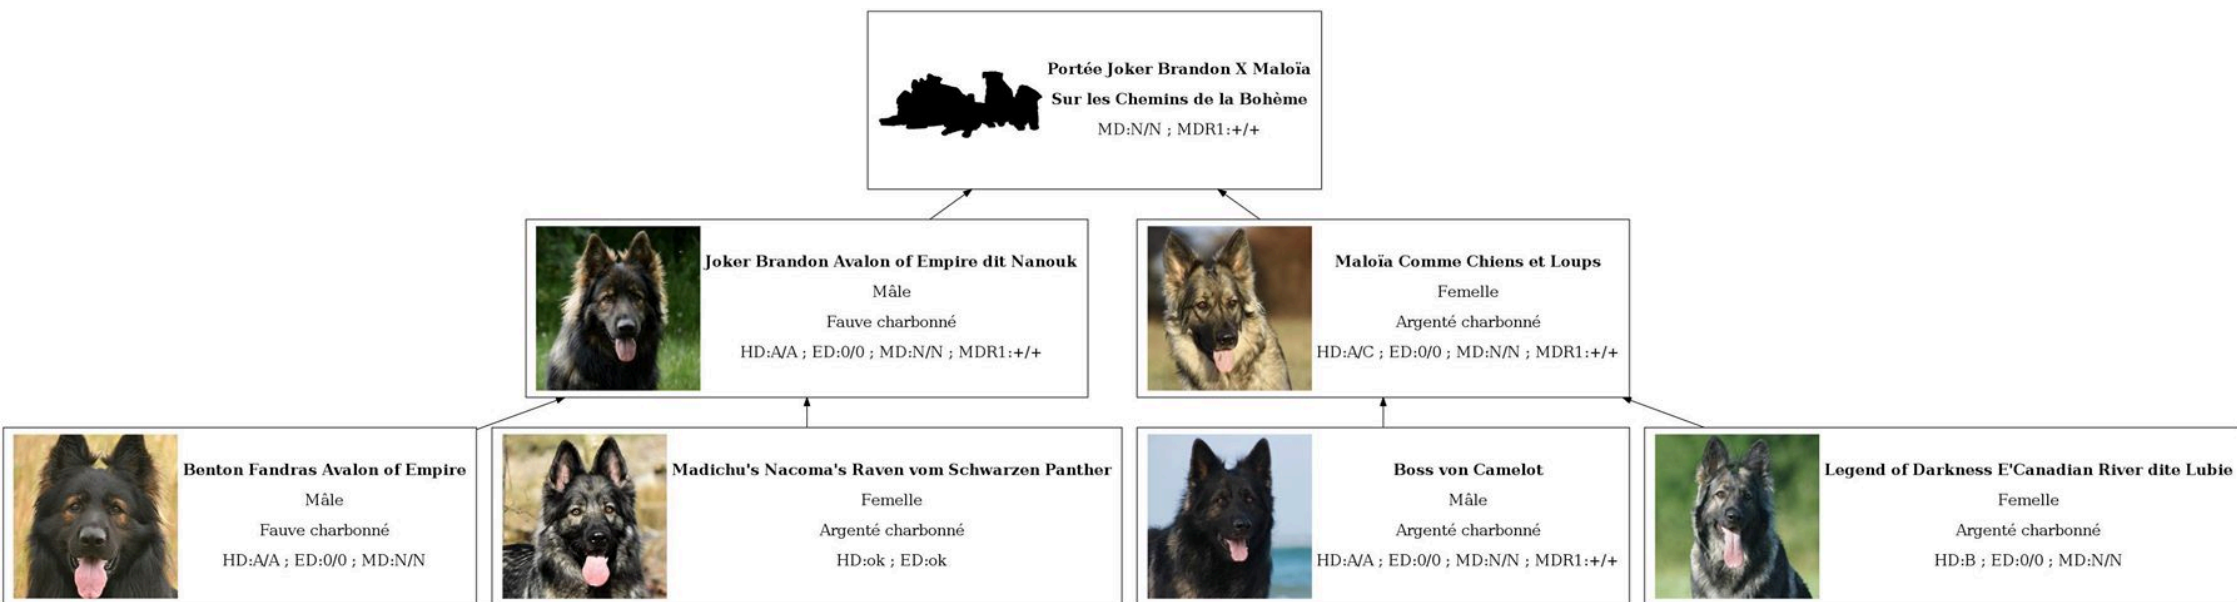 Portée Joker Brandon X Maloïa
Sur les Chemins de la Bohème
MD:N/N ; MDR1:+/+
Joker Brandon Avalon of Empire dit Nanouk
Mâle
Fauve charbonné
HD:A/A ; ED:0/0 ; MD:N/N ; MDR1:+/+
Maloïa Comme Chiens et Loups
Femelle
Argenté charbonné
HD:A/C ; ED:0/0 ; MD:N/N ; MDR1:+/+
Benton Fandras Avalon of Empire
Mâle
Fauve charbonné
HD:A/A ; ED:0/0 ; MD:N/N
Madichu's Nacoma's Raven vom Schwarzen Panther
Femelle
Argenté charbonné
HD:ok ; ED:ok
Boss von Camelot
Mâle
Argenté charbonné
HD:A/A ; ED:0/0 ; MD:N/N ; MDR1:+/+
Legend of Darkness E'Canadian River dite Lubie
Femelle
Argenté charbonné
HD:B ; ED:0/0 ; MD:N/N